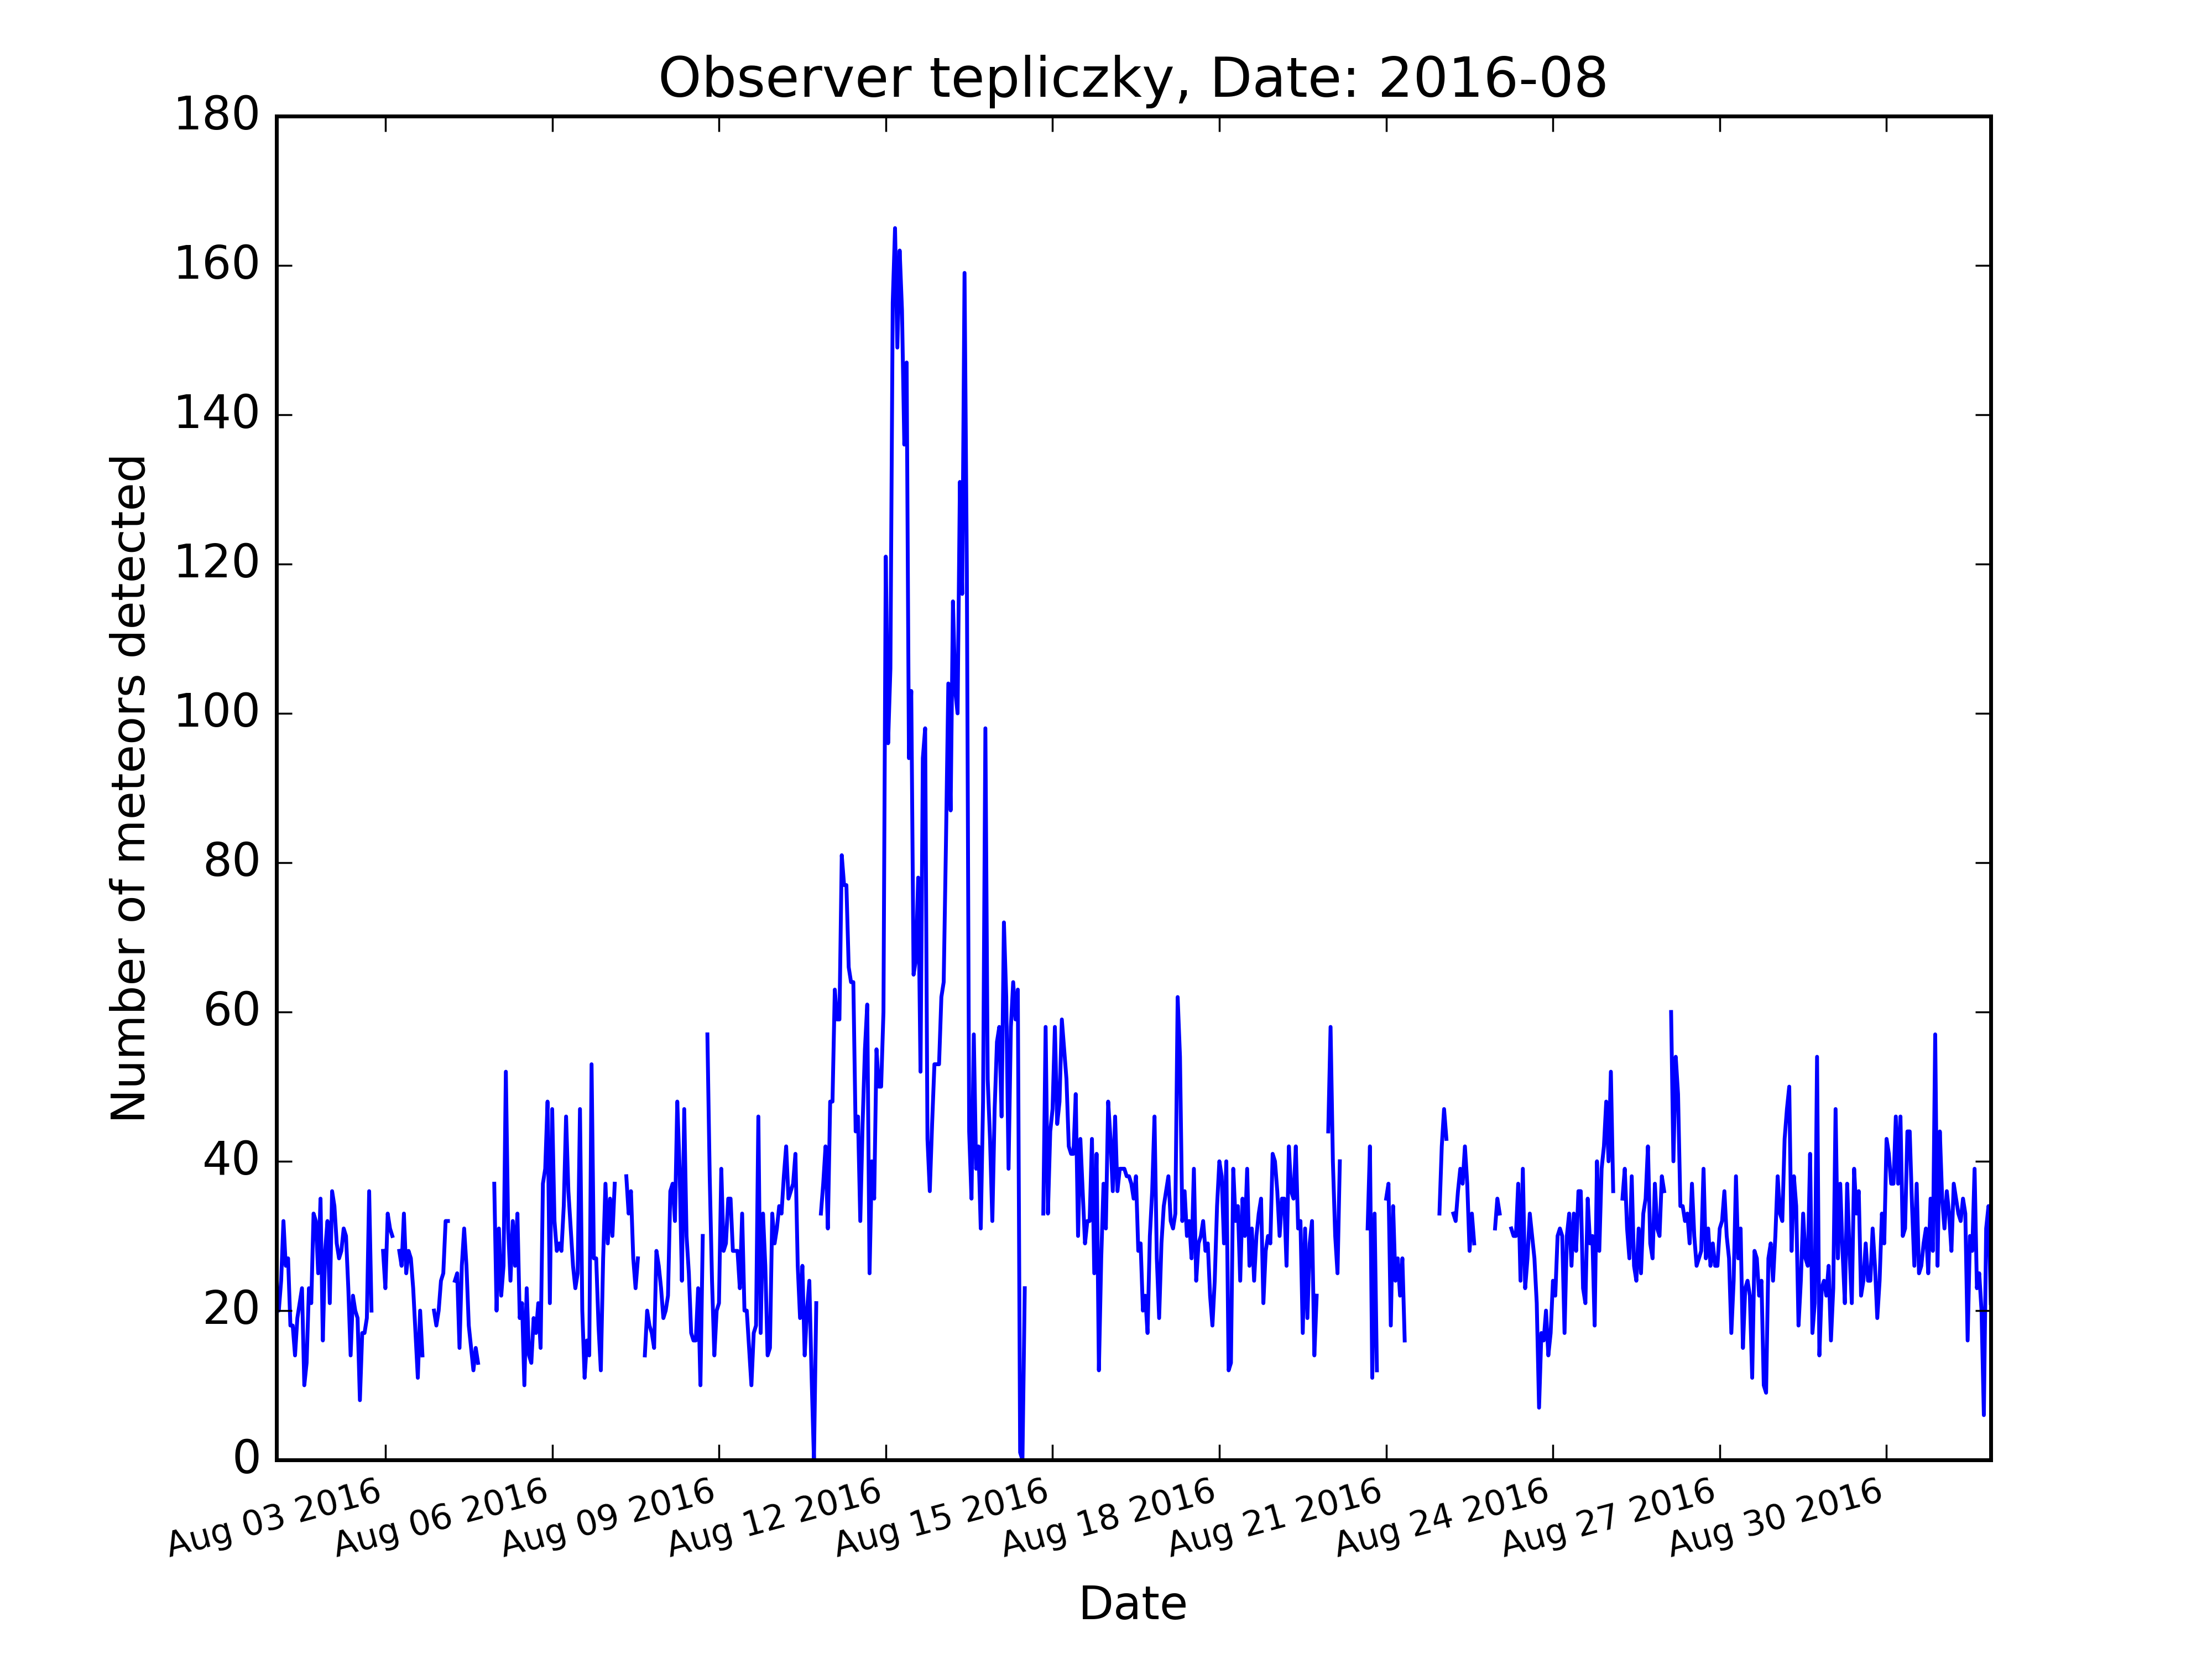 Observer tepliczky, Date: 2016-08
Number of meteors detected
180
160
140
120
100
80
60
40
20
0
Aug 03 2016
Aug 06 2016
Aug 09 2016
Aug 12 2016
Aug 15 2016
Aug 18 2016
Aug 21 2016
Aug 24 2016
Aug 27 2016
Aug 30 2016
Date